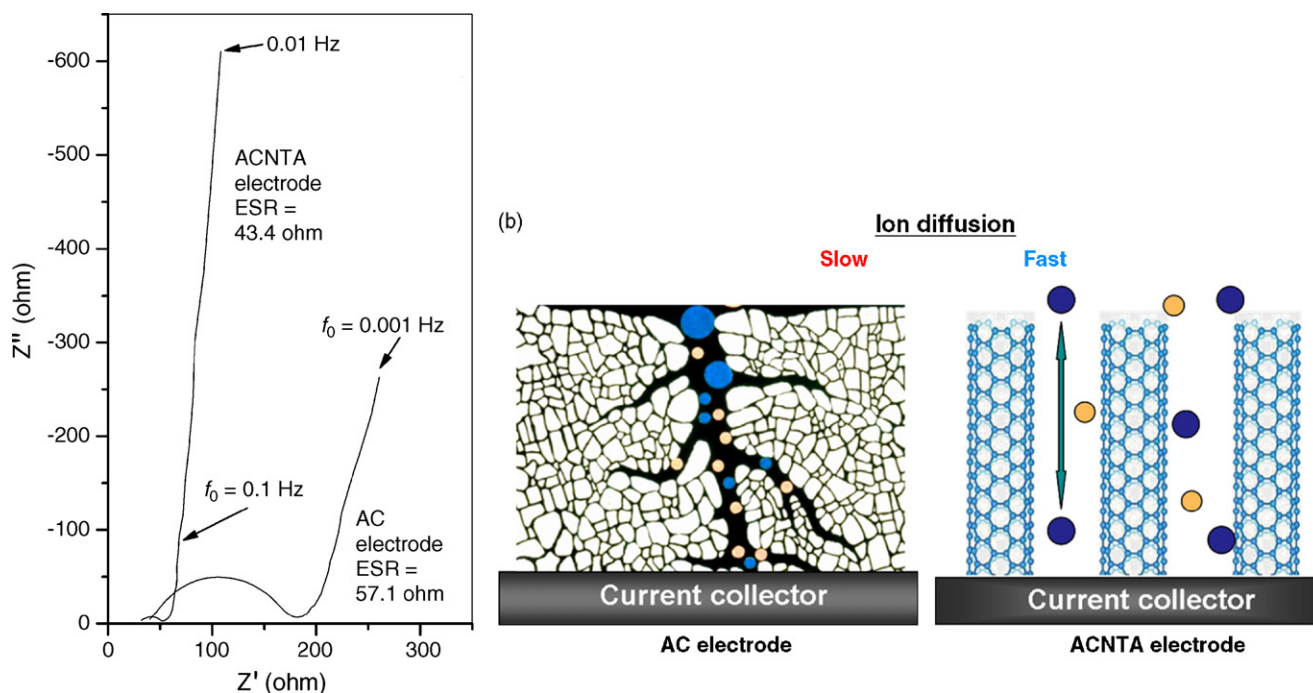 -600
-500
-400
-300
-200
-100
0
Z" (ohm)
0
100
200
300
Z' (ohm)
0.01 Hz
ACNTA
electrode
ESR =
43.4 ohm
f₀ = 0.001 Hz
f₀ = 0.1 Hz
AC
electrode
ESR =
57.1 ohm
(b)
Ion diffusion
Slow
Fast
Current collector
AC electrode
Current collector
ACNTA electrode